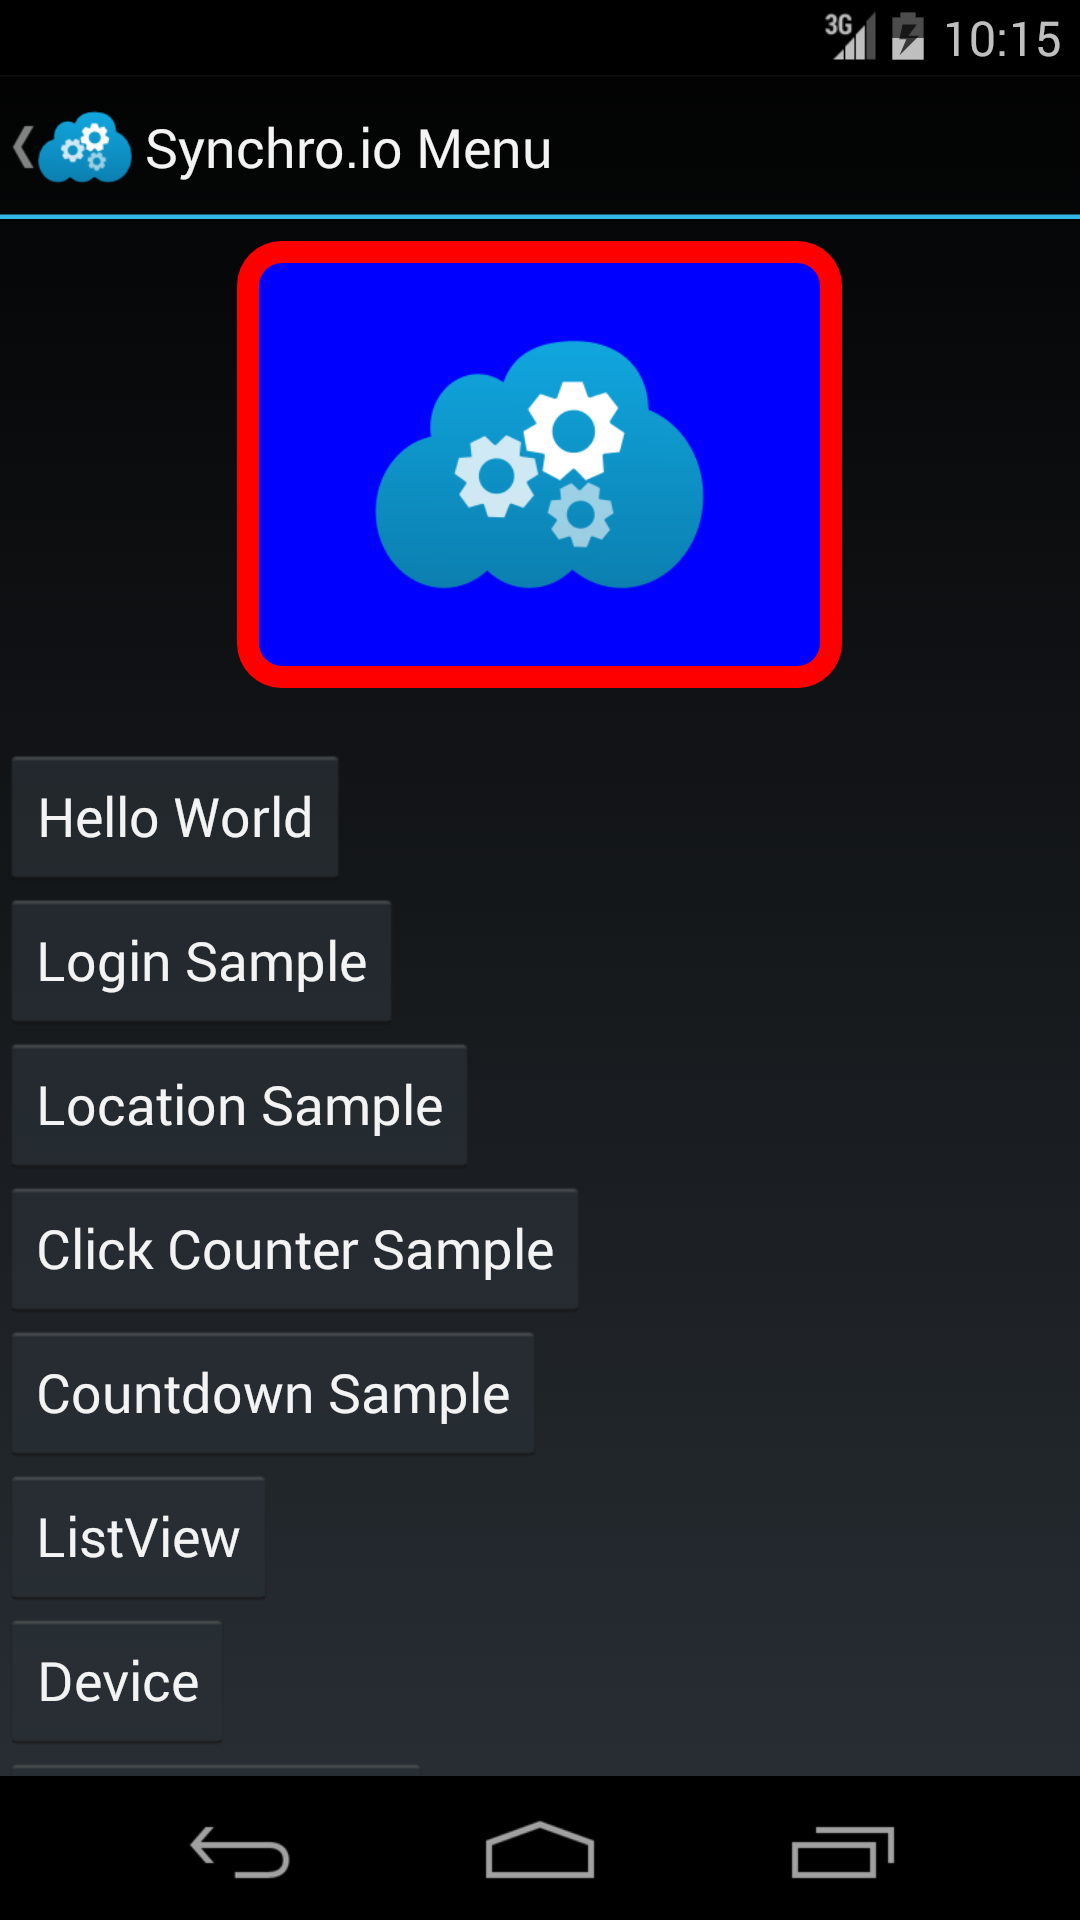 3G 10:15
Synchro.io Menu
Hello World
Login Sample
Location Sample
Click Counter Sample
Countdown Sample
ListView
Device